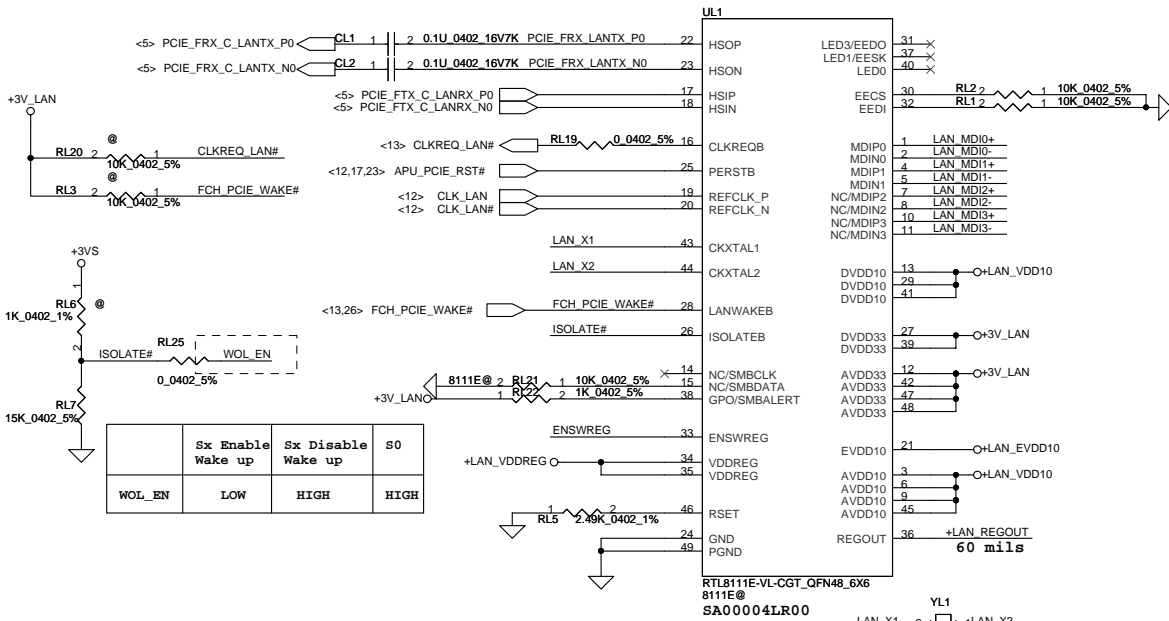 UL1
<5> PCIE_FRX_C_LANTX_P0 CL1 1 2 0.1U_0402_16V7K PCIE_FRX_LANTX_P0 22 HSOP LED3/EEDO 31
LED1/EESK 37
<5> PCIE_FRX_C_LANTX_N0 CL2 1 2 0.1U_0402_16V7K PCIE_FRX_LANTX_N0 23 HSON LED0 40
<5> PCIE_FTX_C_LANRX_P0 17 HSIP EECS 30 RL2 2 1 10K_0402_5%
<5> PCIE_FTX_C_LANRX_N0 18 HSIN EEDI 32 RL1 2 1 10K_0402_5%
+3V_LAN
@
RL20 2 1 CLKREQ_LAN#
10K_0402_5%
@
RL3 2 1 FCH_PCIE_WAKE#
10K_0402_5%
<13> CLKREQ_LAN# RL19 0_0402_5% 16 CLKREQB MDIP0 1 LAN_MDI0+
MDIN0 2 LAN_MDI0-
<12,17,23> APU_PCIE_RST# 25 PERSTB MDIP1 4 LAN_MDI1+
MDIN1 5 LAN_MDI1-
<12> CLK_LAN 19 REFCLK_P NC/MDIP2 7 LAN_MDI2+
<12> CLK_LAN# 20 REFCLK_N NC/MDIN2 8 LAN_MDI2-
NC/MDIP3 10 LAN_MDI3+
NC/MDIN3 11 LAN_MDI3-
LAN_X1 43 CKXTAL1
LAN_X2 44 CKXTAL2 DVDD10 13 +LAN_VDD10
DVDD10 29
DVDD10 41
<13,26> FCH_PCIE_WAKE# FCH_PCIE_WAKE# 28 LANWAKEB
ISOLATE# 26 ISOLATEB DVDD33 27 +3V_LAN
DVDD33 39
+3VS
1
RL6 @
1K_0402_1%
2
ISOLATE# RL25 WOL_EN
0_0402_5%
RL7
15K_0402_5%
14 NC/SMBCLK AVDD33 12 +3V_LAN
8111E@ 2 RL21 1 10K_0402_5% 15 NC/SMBDATA AVDD33 42
+3V_LAN 1 RL22 2 1K_0402_5% 38 GPO/SMBALERT AVDD33 47
AVDD33 48
ENSWREG 33 ENSWREG
EVDD10 21 +LAN_EVDD10
+LAN_VDDREG 34 VDDREG
35 VDDREG
AVDD10 3 +LAN_VDD10
AVDD10 6
AVDD10 9
AVDD10 45
1 2 46 RSET
RL5 2.49K_0402_1%
24 GND REGOUT 36 +LAN_REGOUT
49 PGND 60 mils
Sx Enable Wake up Sx Disable Wake up S0
WOL_EN LOW HIGH HIGH
RTL8111E-VL-CGT_QFN48_6X6
8111E@
SA00004LR00
YL1